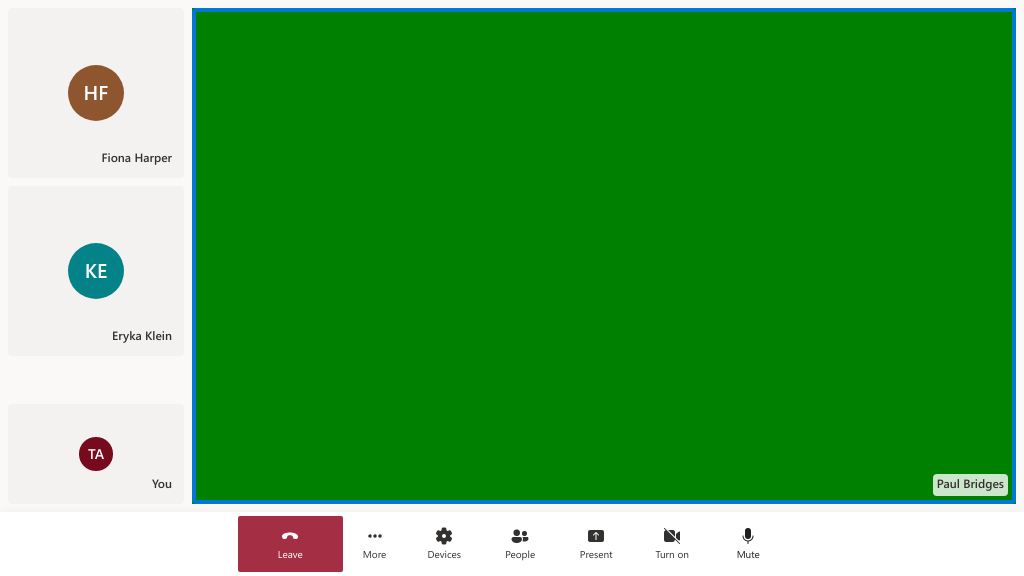 HF
Fiona Harper
KE
Eryka Klein
TA
You
Paul Bridges
Leave
More
Devices
People
Present
Turn on
Mute